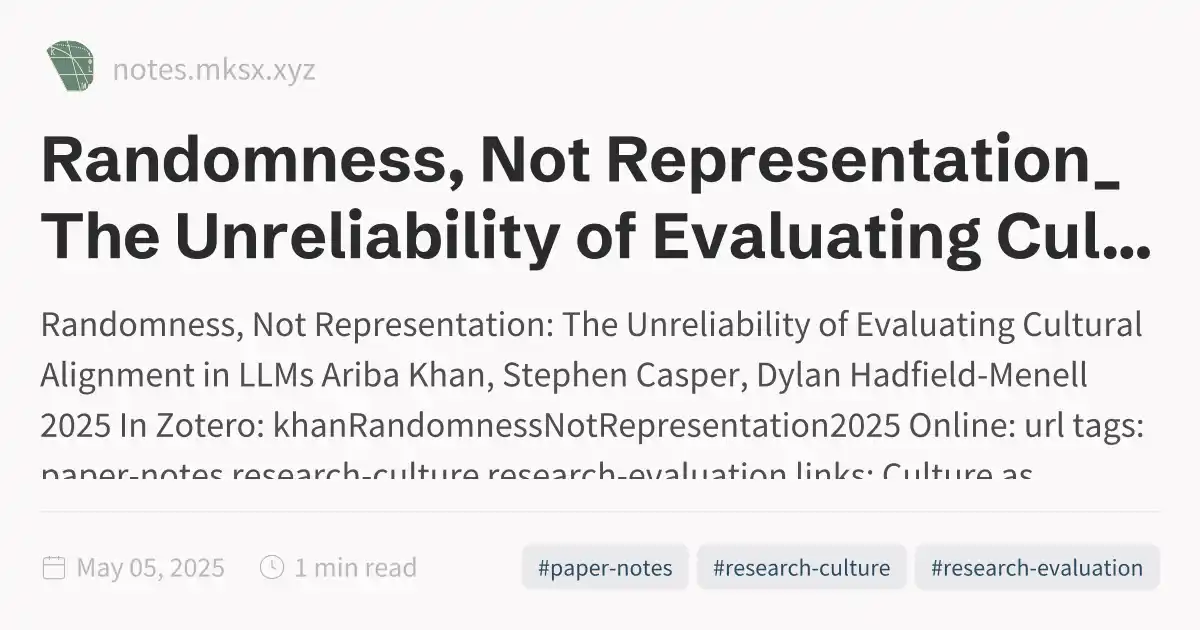 notes.mksx.xyz
Randomness, Not Representation_
The Unreliability of Evaluating Cul...
Randomness, Not Representation: The Unreliability of Evaluating Cultural
Alignment in LLMs Ariba Khan, Stephen Casper, Dylan Hadfield-Menell
2025 In Zotero: khanRandomnessNotRepresentation2025 Online: url tags:
paper-notes research-culture research-evaluation links: Culture as
May 05, 2025 1 min read #paper-notes #research-culture #research-evaluation